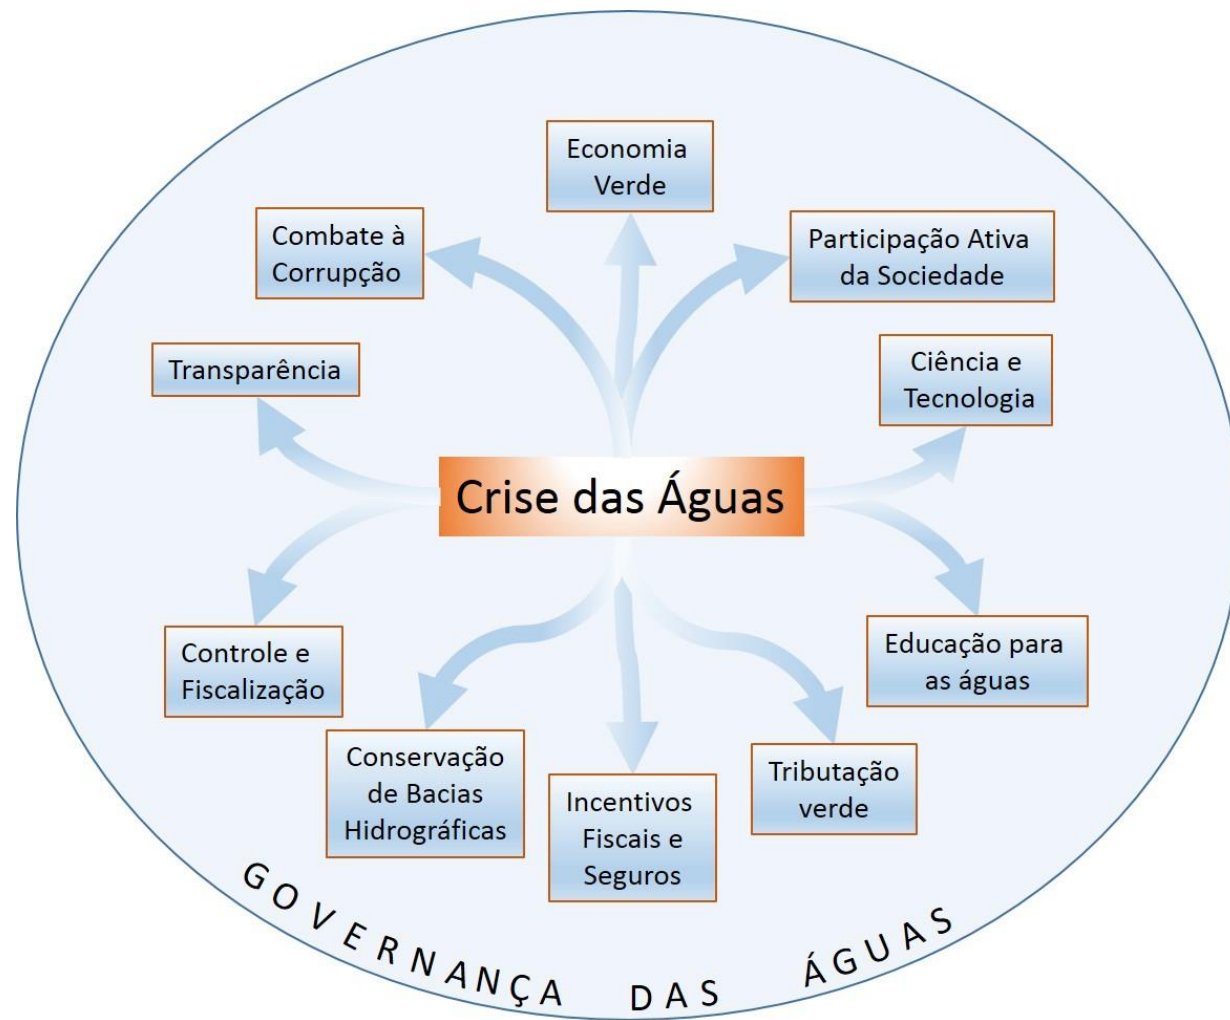 Economia
Verde
Combate à
Corrupção
Participação Ativa
da Sociedade
Transparência
Ciência e
Tecnologia
Crise das Águas
Controle e
Fiscalização
Educação para
as águas
Conservação
de Bacias
Hidrográficas
Incentivos
Fiscais e
Seguros
Tributação
verde
GOVERNANÇA DAS ÁGUAS